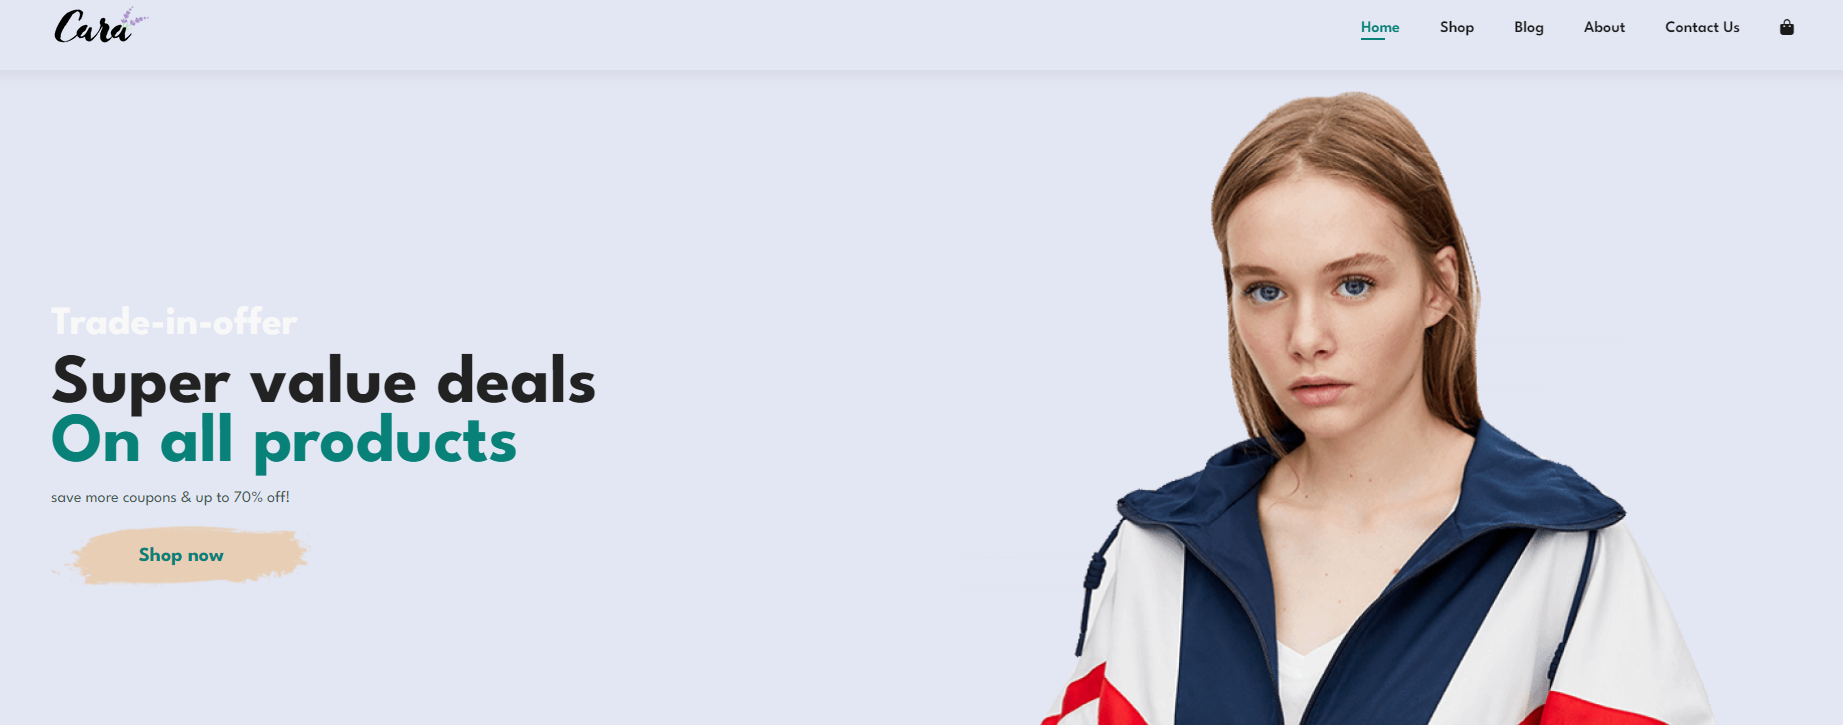 Cara
Home Shop Blog About Contact Us
Trade-in-offer
Super value deals
On all products
save more coupons & up to 70% off!
Shop now